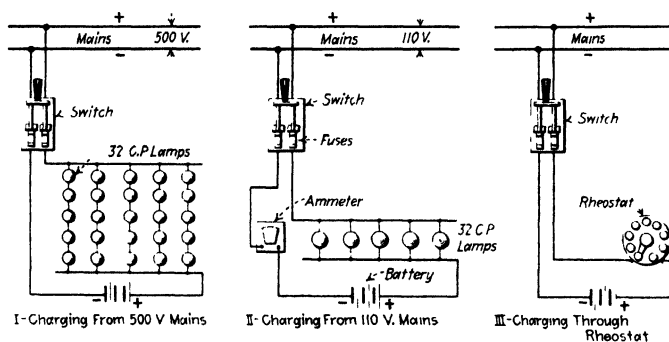 +
Mains 500 V.
-
Switch
32 C.P. Lamps
- +
I-Charging From 500 V Mains
+
Mains 110 V.
-
Switch
Fuses
Ammeter
32 C P
Lamps
Battery
- +
II-Charging From 110 V. Mains
+
Mains
-
Switch
Rheostat
- +
III-Charging Through
Rheostat